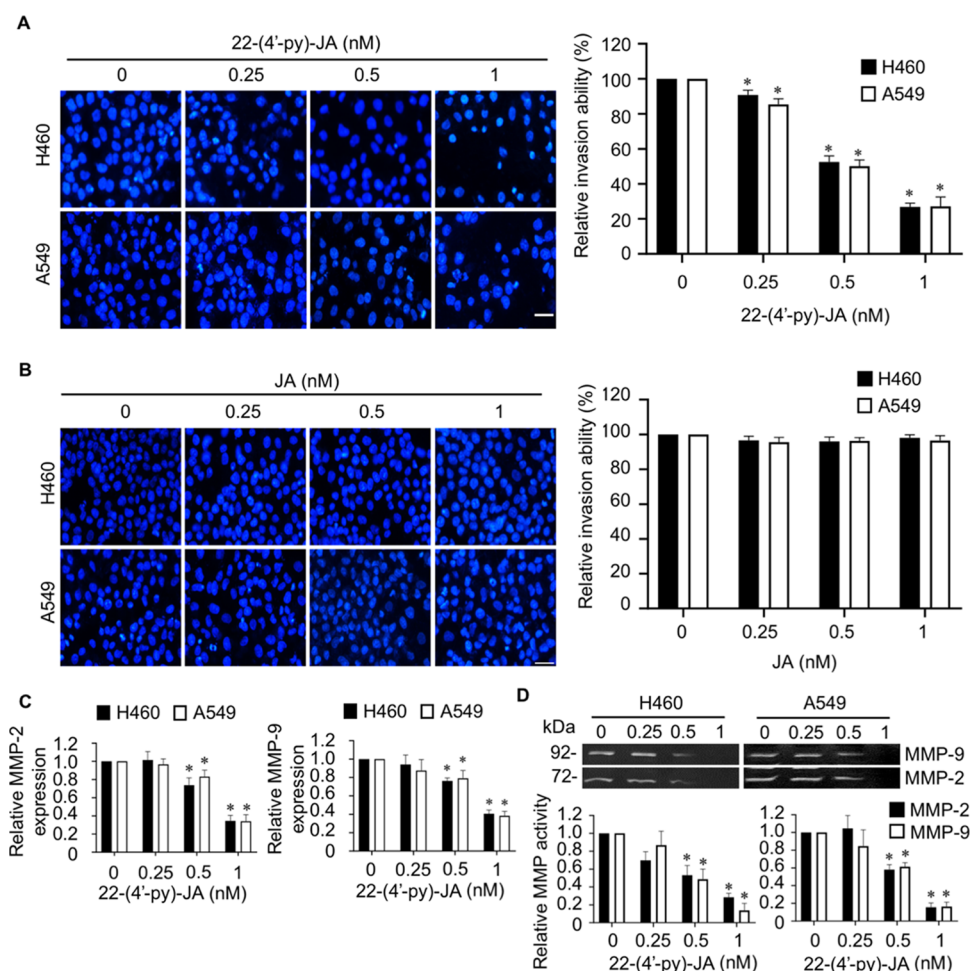 A
22-(4'-py)-JA (nM)
0 0.25 0.5 1
H460
A549
Relative invasion ability (%)
120
100
80
60
40
20
0
H460
A549
* * * * * *
0 0.25 0.5 1
22-(4'-py)-JA (nM)
B
JA (nM)
0 0.25 0.5 1
H460
A549
Relative invasion ability (%)
120
100
80
60
40
20
0
H460
A549
0 0.25 0.5 1
JA (nM)
C
H460 A549
Relative MMP-2
expression
1.2
1.0
0.8
0.6
0.4
0.2
0
* * * *
0 0.25 0.5 1
22-(4'-py)-JA (nM)
H460 A549
Relative MMP-9
expression
1.2
1.0
0.8
0.6
0.4
0.2
0
* * * *
0 0.25 0.5 1
22-(4'-py)-JA (nM)
D
H460 A549
kDa 0 0.25 0.5 1 0 0.25 0.5 1
92- MMP-9
72- MMP-2
Relative MMP activity
1.2
1.0
0.8
0.6
0.4
0.2
0
* * * *
0 0.25 0.5 1
22-(4'-py)-JA (nM)
MMP-2
MMP-9
1.2
1.0
0.8
0.6
0.4
0.2
0
* * * *
0 0.25 0.5 1
22-(4'-py)-JA (nM)